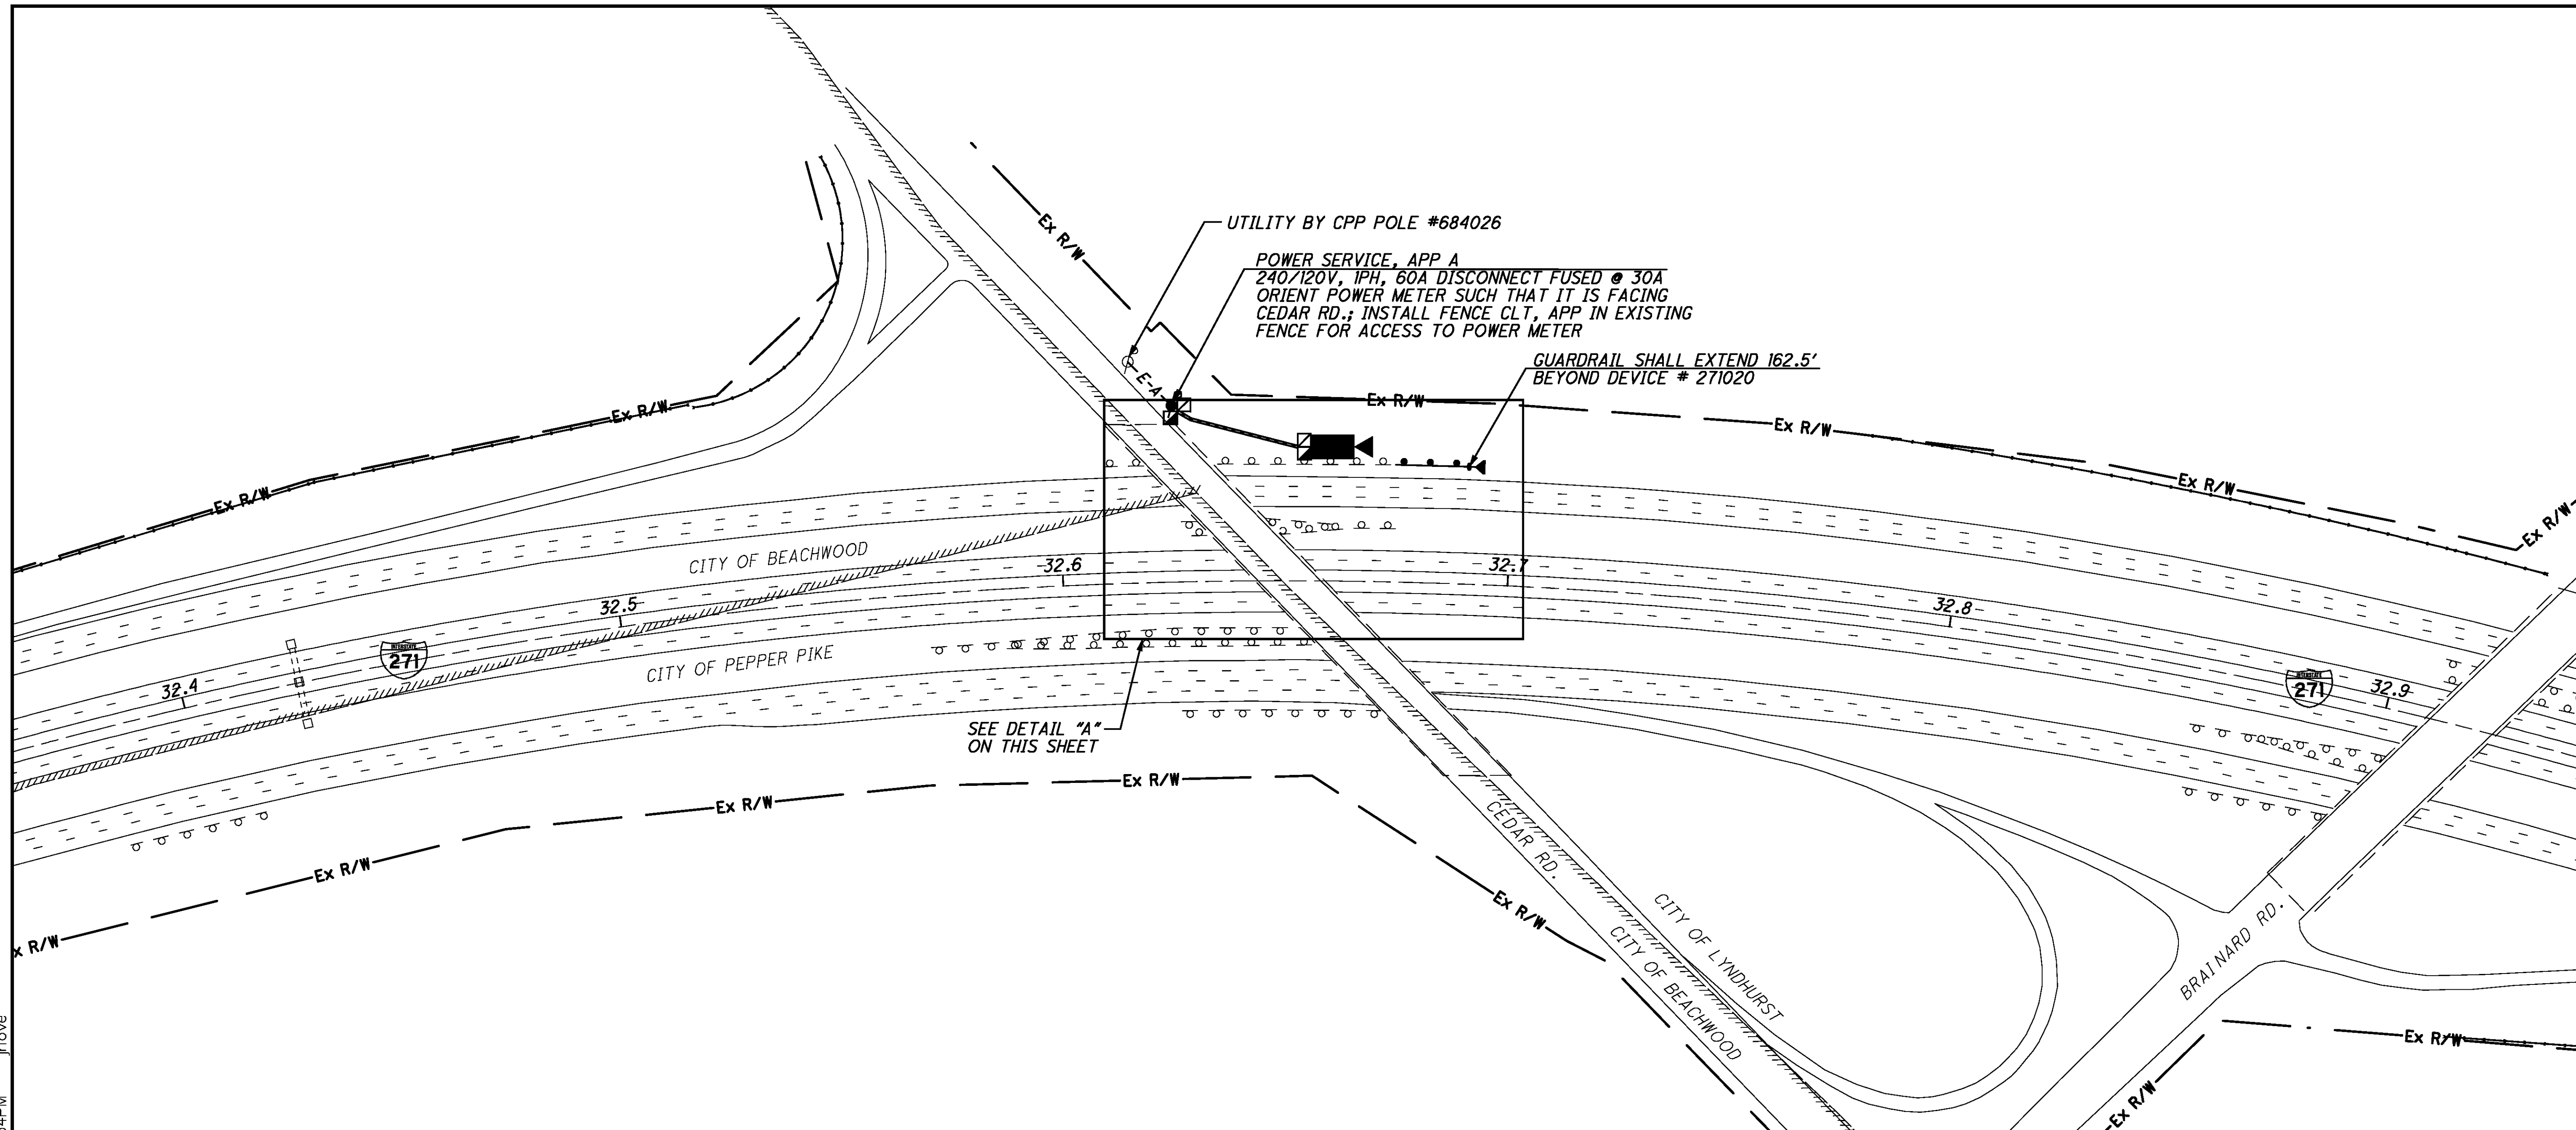 UTILITY BY CPP POLE #684026
POWER SERVICE, APP A
240/120V, 1PH, 60A DISCONNECT FUSED @ 30A
ORIENT POWER METER SUCH THAT IT IS FACING
CEDAR RD.; INSTALL FENCE CLT, APP IN EXISTING
FENCE FOR ACCESS TO POWER METER
GUARDRAIL SHALL EXTEND 162.5'
BEYOND DEVICE # 271020
Ex R/W
E-A
Ex R/W
Ex R/W
Ex R/W
Ex R/W
Ex R/W
Ex R/W
CITY OF BEACHWOOD
32.6
32.7
32.5
32.8
INTERSTATE
271
CITY OF PEPPER PIKE
32.4
INTERSTATE
271
32.9
SEE DETAIL "A"
ON THIS SHEET
Ex R/W
Ex R/W
Ex R/W
x R/W
CEDAR RD.
Ex R/W
CITY OF LYNDHURST
CITY OF BEACHWOOD
BRAINARD RD.
Ex R/W
Ex R/W
jhove